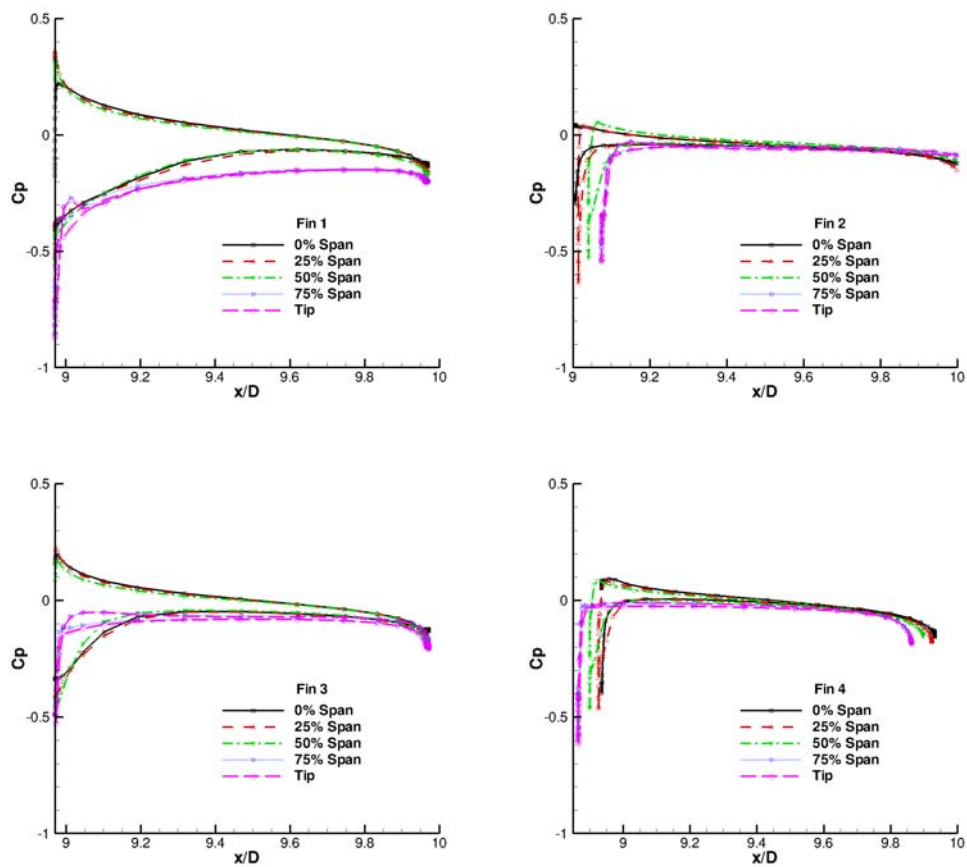 0.5
0
-0.5
-1
Cp
9
9.2
9.4
9.6
9.8
10
x/D
Fin 1
0% Span
25% Span
50% Span
75% Span
Tip
0.5
0
-0.5
-1
Cp
9
9.2
9.4
9.6
9.8
10
x/D
Fin 2
0% Span
25% Span
50% Span
75% Span
Tip
0.5
0
-0.5
-1
Cp
9
9.2
9.4
9.6
9.8
10
x/D
Fin 3
0% Span
25% Span
50% Span
75% Span
Tip
0.5
0
-0.5
-1
Cp
9
9.2
9.4
9.6
9.8
10
x/D
Fin 4
0% Span
25% Span
50% Span
75% Span
Tip